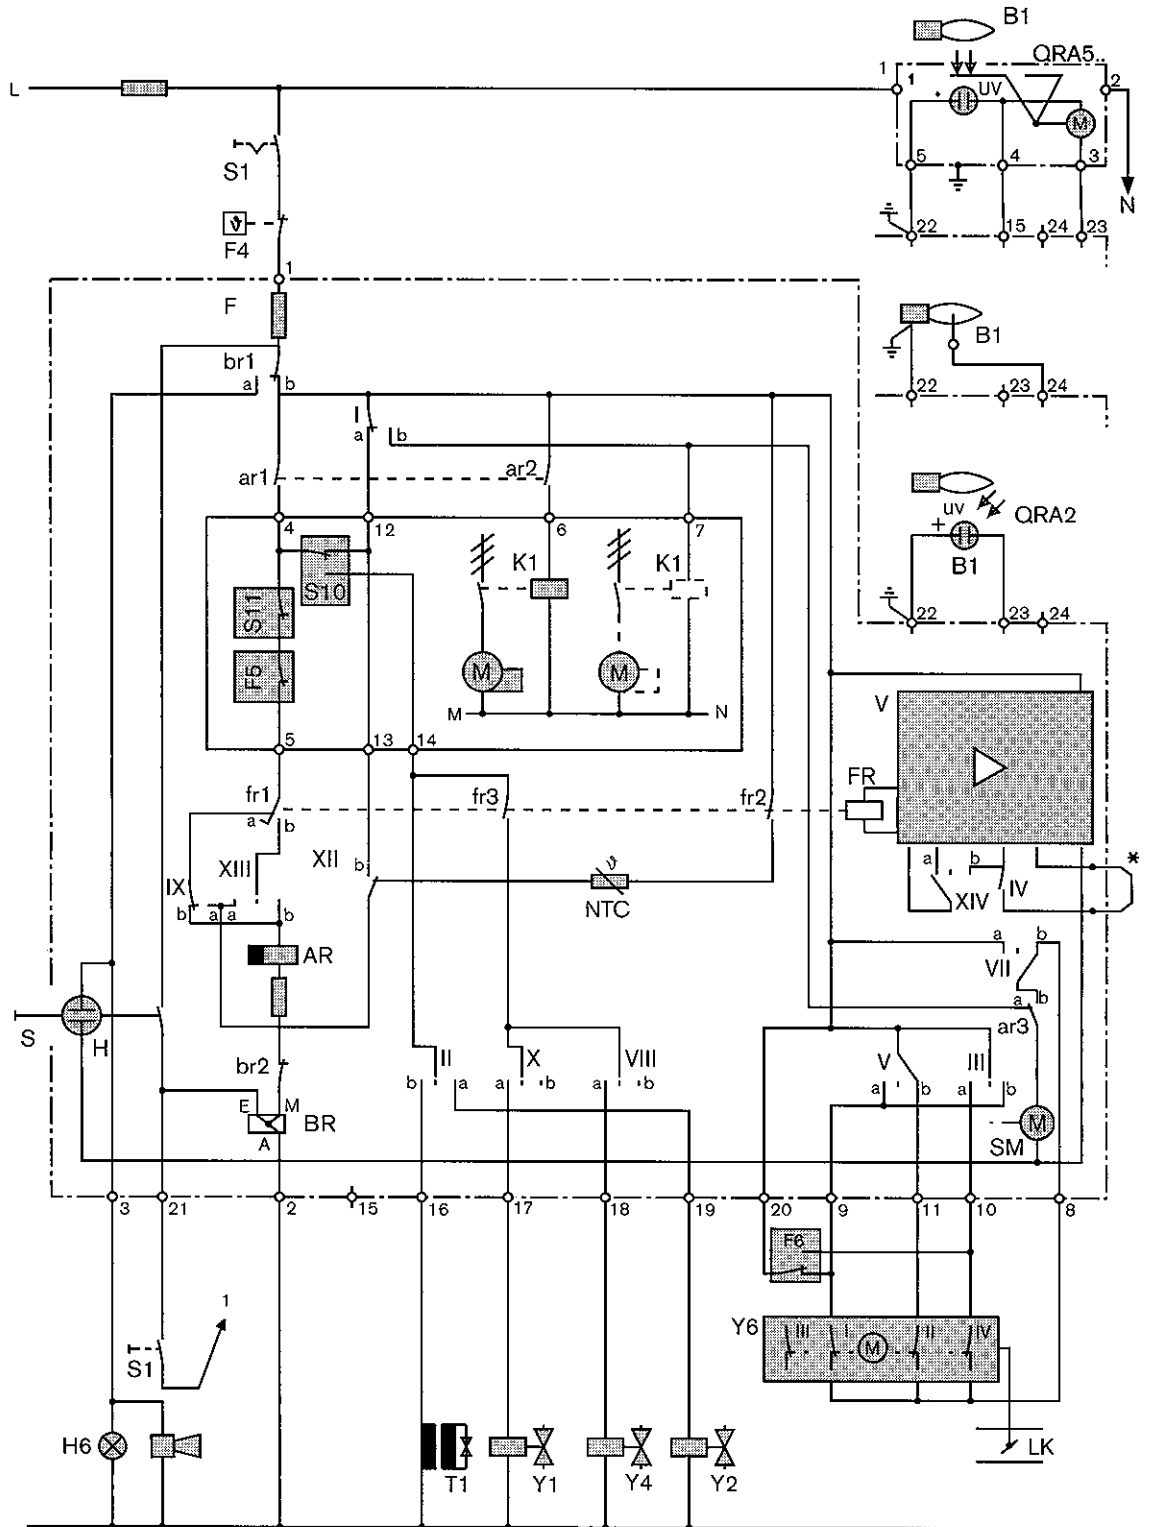 B1
QRA5..
L
1
1
2
UV
M
S1
5
4
3
N
F4
22
15
24
23
1
F
B1
br1
22
23
24
a
b
I
a
b
ar1
ar2
QRA2
uv
+
4
12
6
7
B1
K1
K1
S10
22
23
24
S11
F5
M
M
V
M
N
5
13
14
FR
fr1
fr3
fr2
a
b
*
XIII
XII
b
a
b
IX
NTC
XIV
IV
b
a
a
b
a
b
AR
VII
a
b
S
H
ar3
br2
II
X
VIII
V
III
b
a
a
b
a
b
a
b
a
b
E
M
BR
A
SM
M
3
21
2
15
16
17
18
19
20
9
11
10
8
F6
1
Y6
III
I
M
II
IV
S1
H6
T1
Y1
Y4
Y2
LK